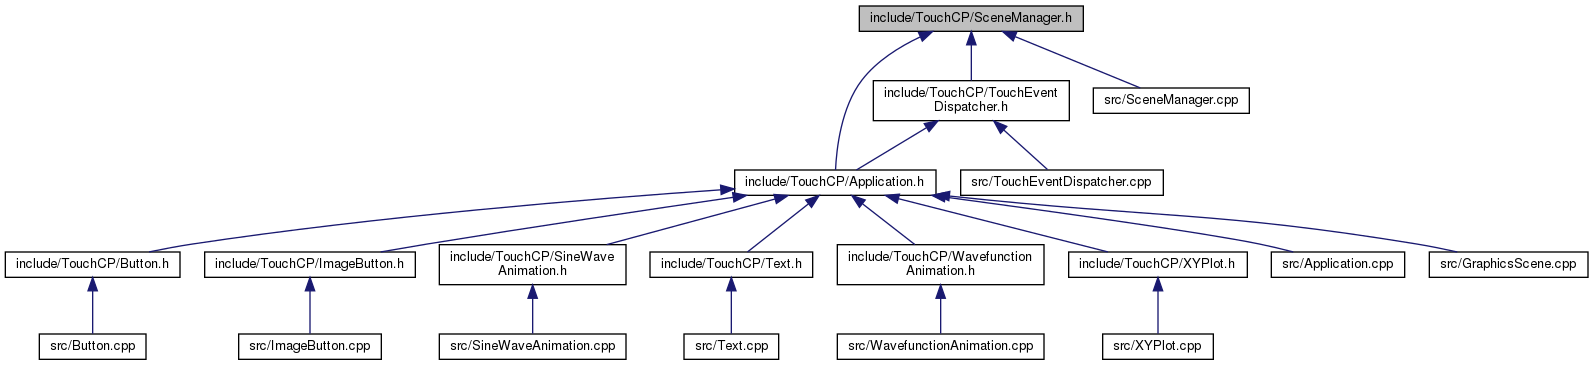 include/TouchCP/SceneManager.h
include/TouchCP/TouchEvent
Dispatcher.h
src/SceneManager.cpp
include/TouchCP/Application.h
src/TouchEventDispatcher.cpp
include/TouchCP/Button.h
include/TouchCP/ImageButton.h
include/TouchCP/SineWave
Animation.h
include/TouchCP/Text.h
include/TouchCP/Wavefunction
Animation.h
include/TouchCP/XYPlot.h
src/Application.cpp
src/GraphicsScene.cpp
src/Button.cpp
src/ImageButton.cpp
src/SineWaveAnimation.cpp
src/Text.cpp
src/WavefunctionAnimation.cpp
src/XYPlot.cpp